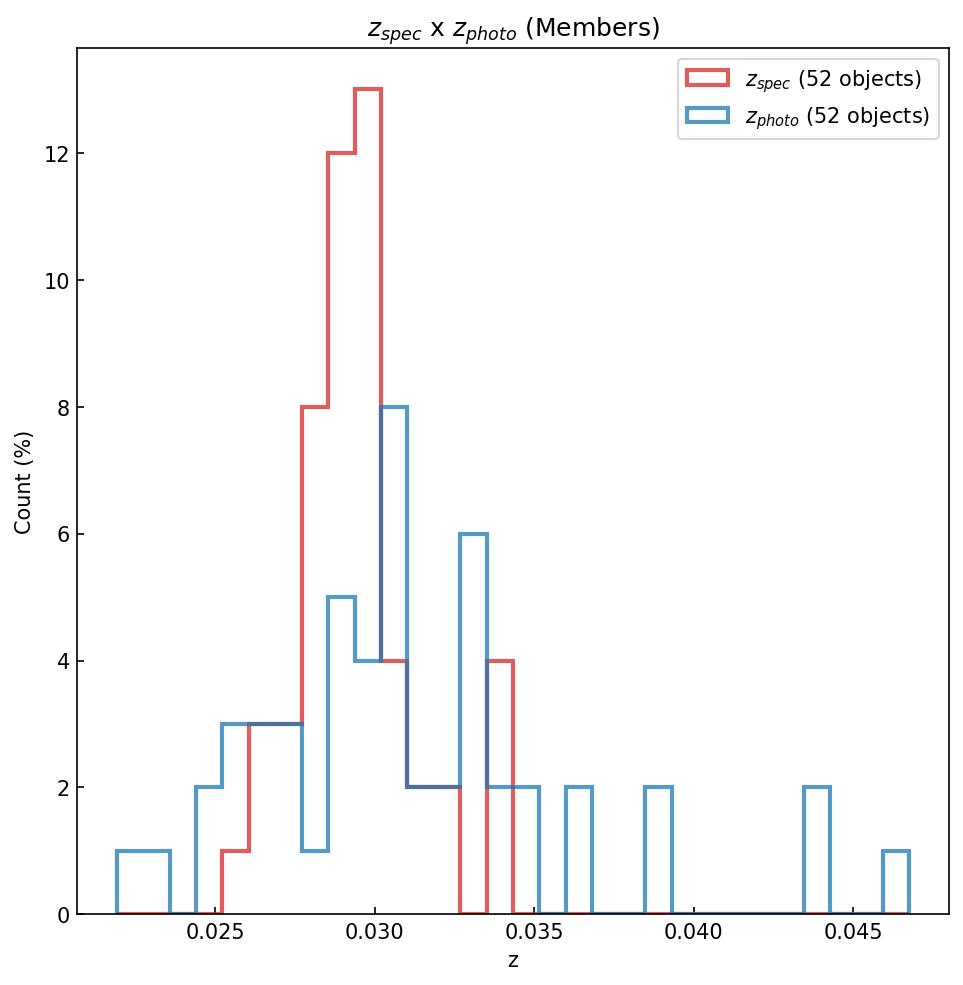 z_spec x z_photo (Members)
z_spec (52 objects)
z_photo (52 objects)
Count (%)
12
10
8
6
4
2
0
0.025 0.030 0.035 0.040 0.045
z